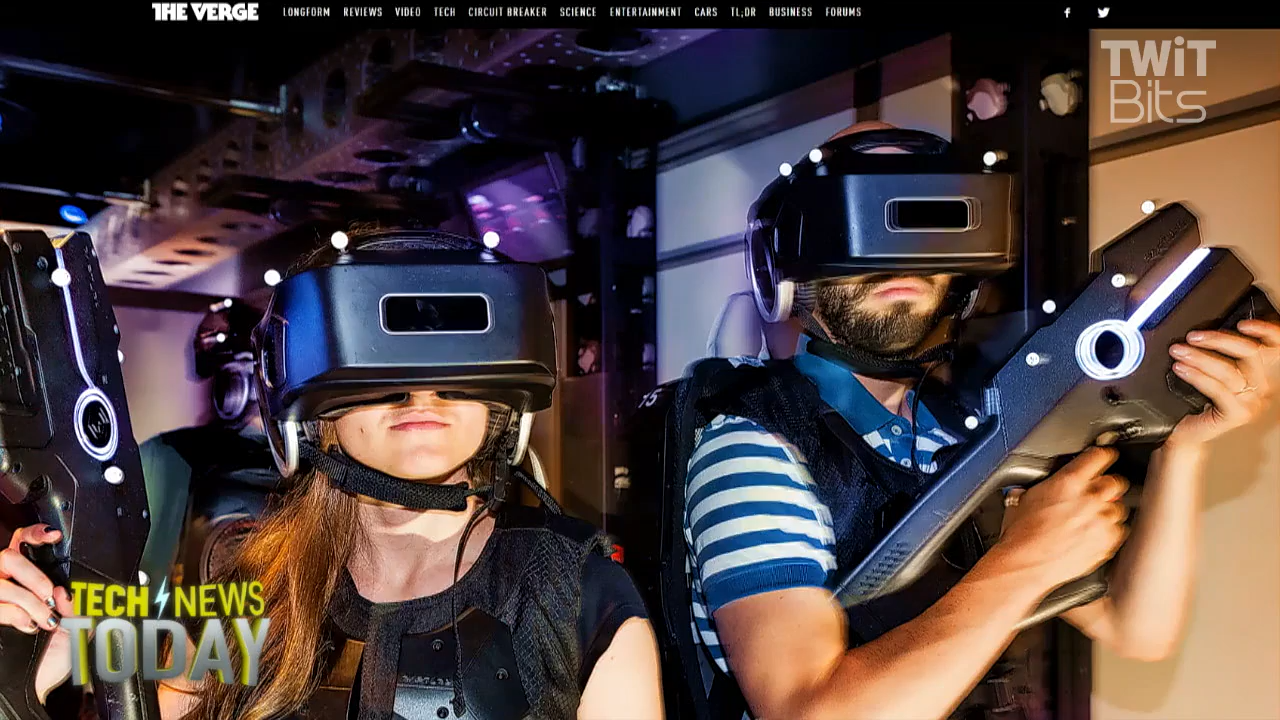 THE VERGE
LONGFORM REVIEWS VIDEO TECH CIRCUIT BREAKER SCIENCE ENTERTAINMENT CARS TL;DR BUSINESS FORUMS
TWiT
Bits
TECH NEWS
TODAY